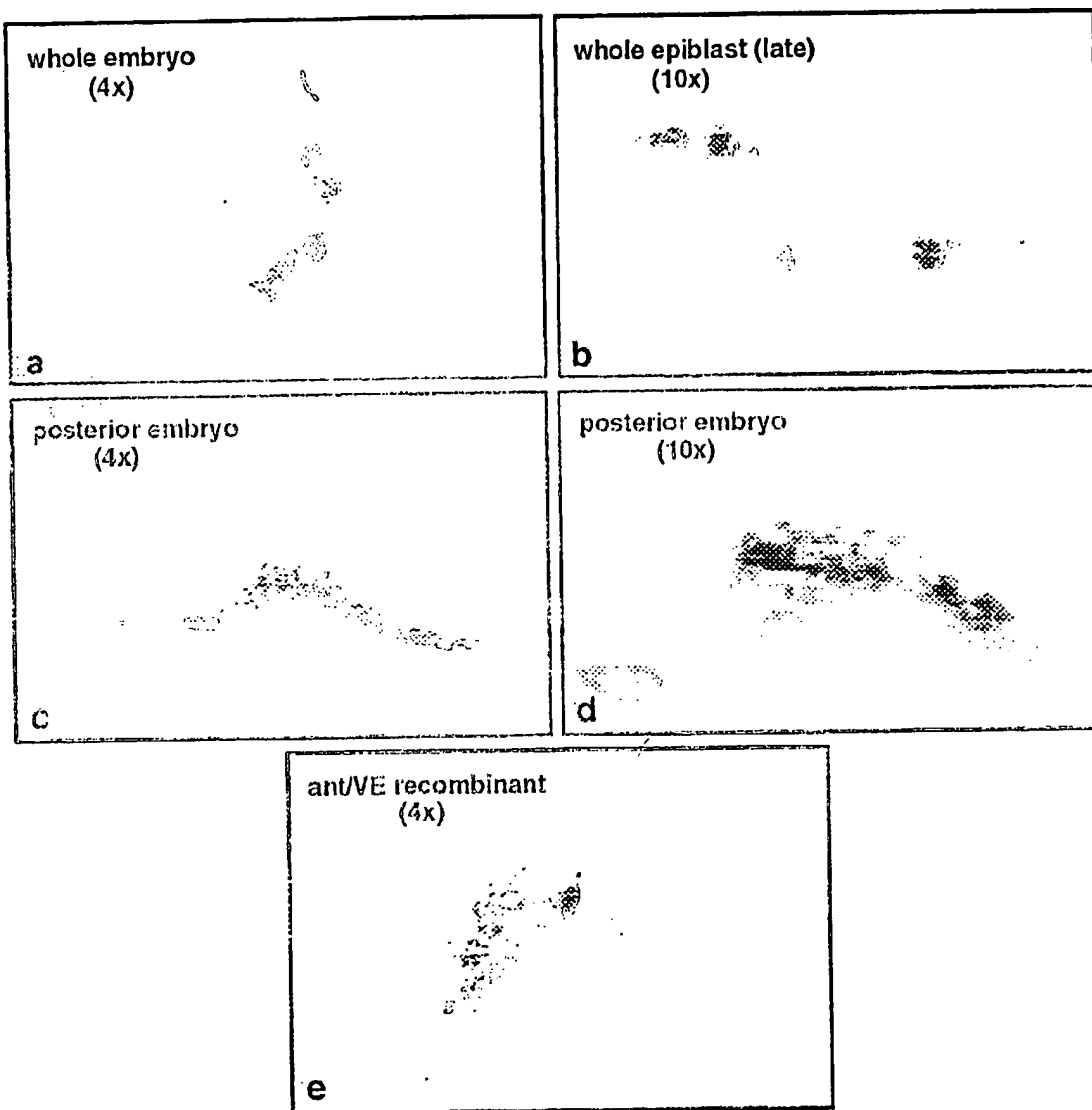 whole embryo
(4x)
a
whole epiblast (late)
(10x)
b
posterior embryo
(4x)
c
posterior embryo
(10x)
d
ant/VE recombinant
(4x)
e